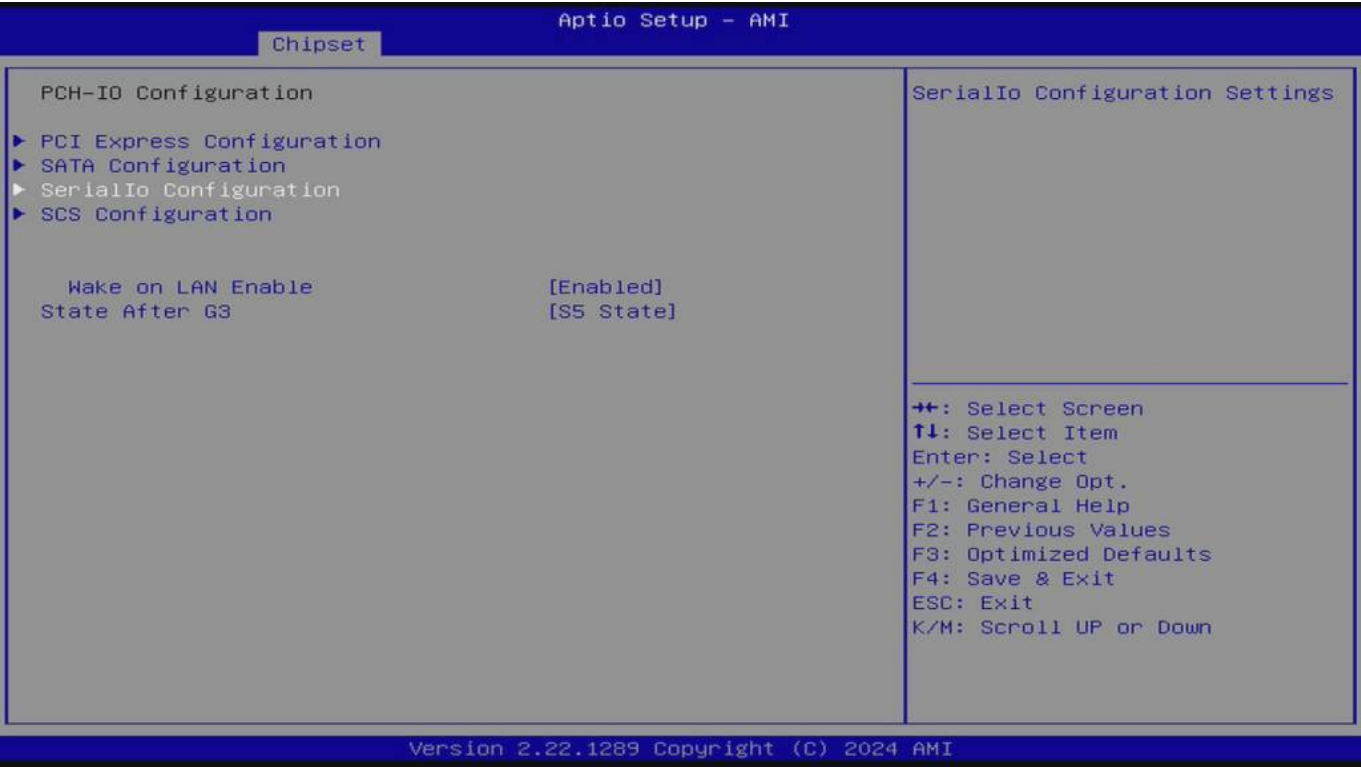 Aptio Setup – AMI
Chipset
PCH-IO Configuration
► PCI Express Configuration
► SATA Configuration
► SerialIo Configuration
► SCS Configuration
Wake on LAN Enable [Enabled]
State After G3 [S5 State]
SerialIo Configuration Settings
→←: Select Screen
↑↓: Select Item
Enter: Select
+/-: Change Opt.
F1: General Help
F2: Previous Values
F3: Optimized Defaults
F4: Save & Exit
ESC: Exit
K/M: Scroll UP or Down
Version 2.22.1289 Copyright (C) 2024 AMI